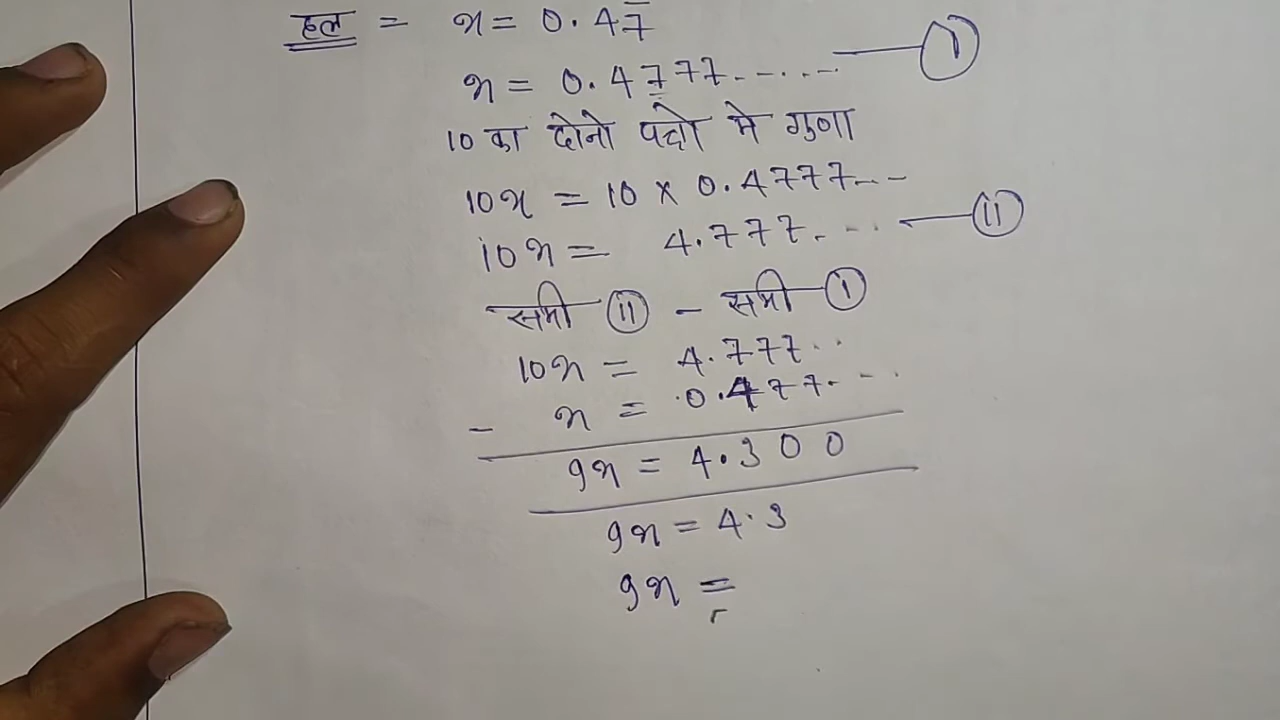 हल = x = 0.47̅
x = 0.4777....... —— (I)
10 का दोनो पक्षो मे गुणा
10x = 10 × 0.4777---
10x = 4.777.... —— (II)
समी (II) - समी (I)
10x = 4.777..
- x = 0.477....
9x = 4.300
9x = 4.3
9x =